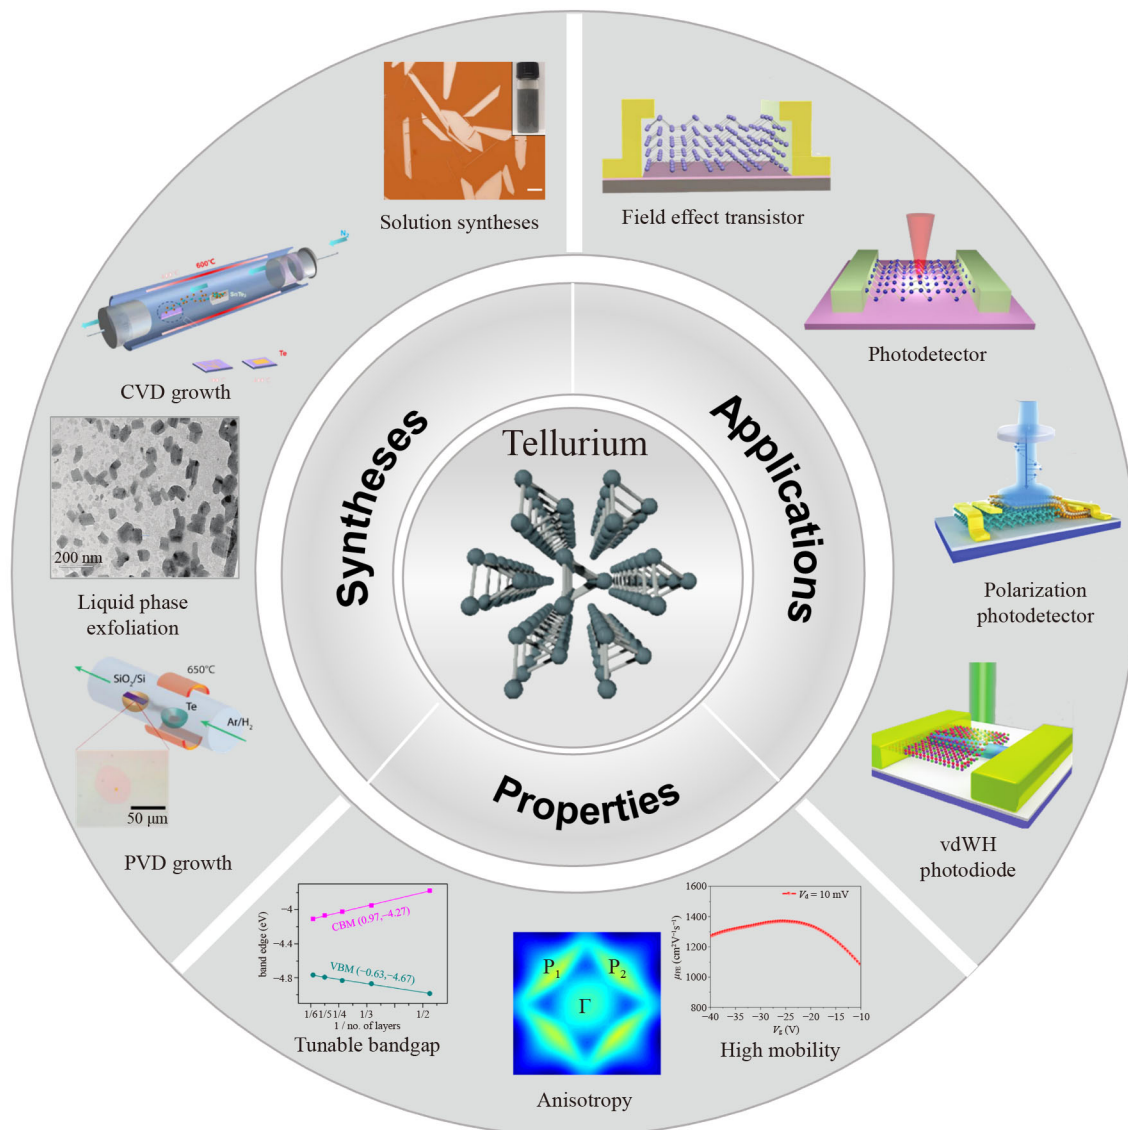 Solution syntheses
N₂
600℃
Te
CVD growth
200 nm
Liquid phase
exfoliation
650℃
SiO₂/Si
Te
Ar/H₂
50 μm
PVD growth
Field effect transistor
Photodetector
Polarization
photodetector
vdWH
photodiode
Syntheses
Applications
Properties
Tellurium
band edge (eV)
−4
−4.4
−4.8
CBM (0.97,−4.27)
VBM (−0.63,−4.67)
1/6 1/5 1/4 1/3 1/2
1 / no. of layers
Tunable bandgap
P₁ P₂
Γ
Anisotropy
μFE (cm²V⁻¹s⁻¹)
1600
1400
1200
1000
800
Vd = 10 mV
−40 −35 −30 −25 −20 −15 −10
Vg (V)
High mobility